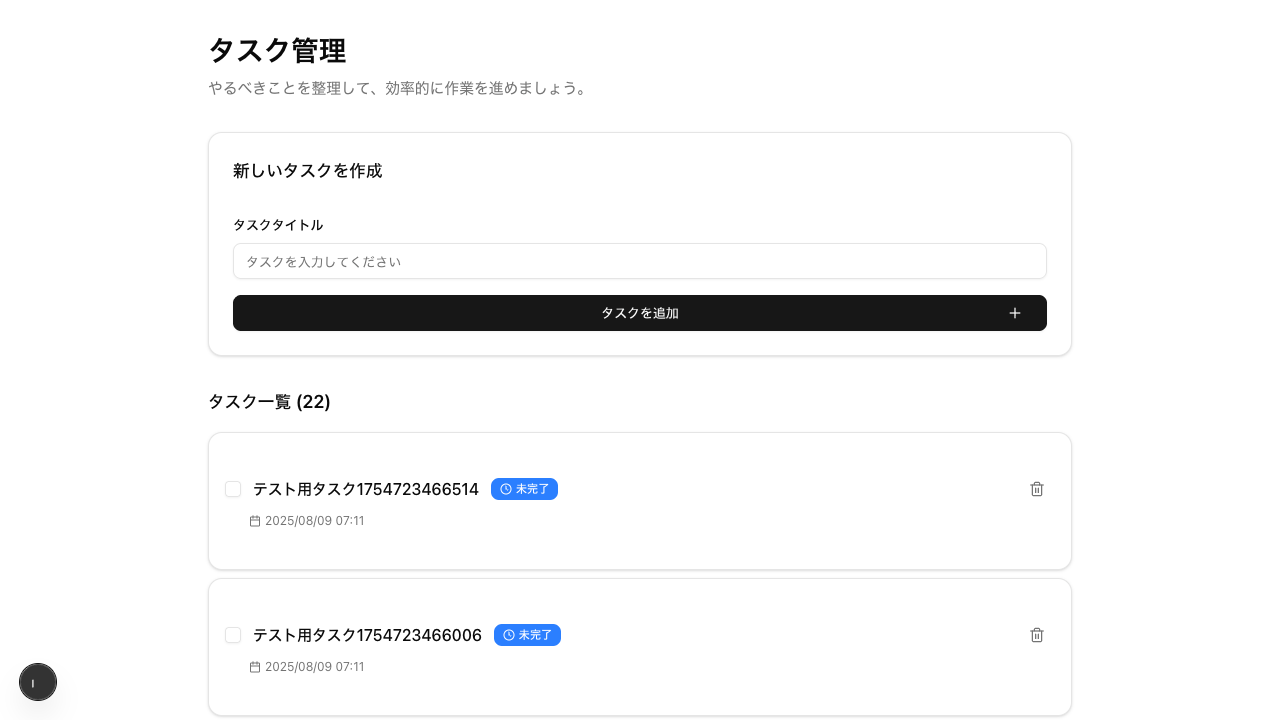 タスク管理
やるべきことを整理して、効率的に作業を進めましょう。
新しいタスクを作成
タスクタイトル
タスクを入力してください
タスクを追加
タスク一覧 (22)
テスト用タスク1754723466514 未完了
2025/08/09 07:11
テスト用タスク1754723466006 未完了
2025/08/09 07:11